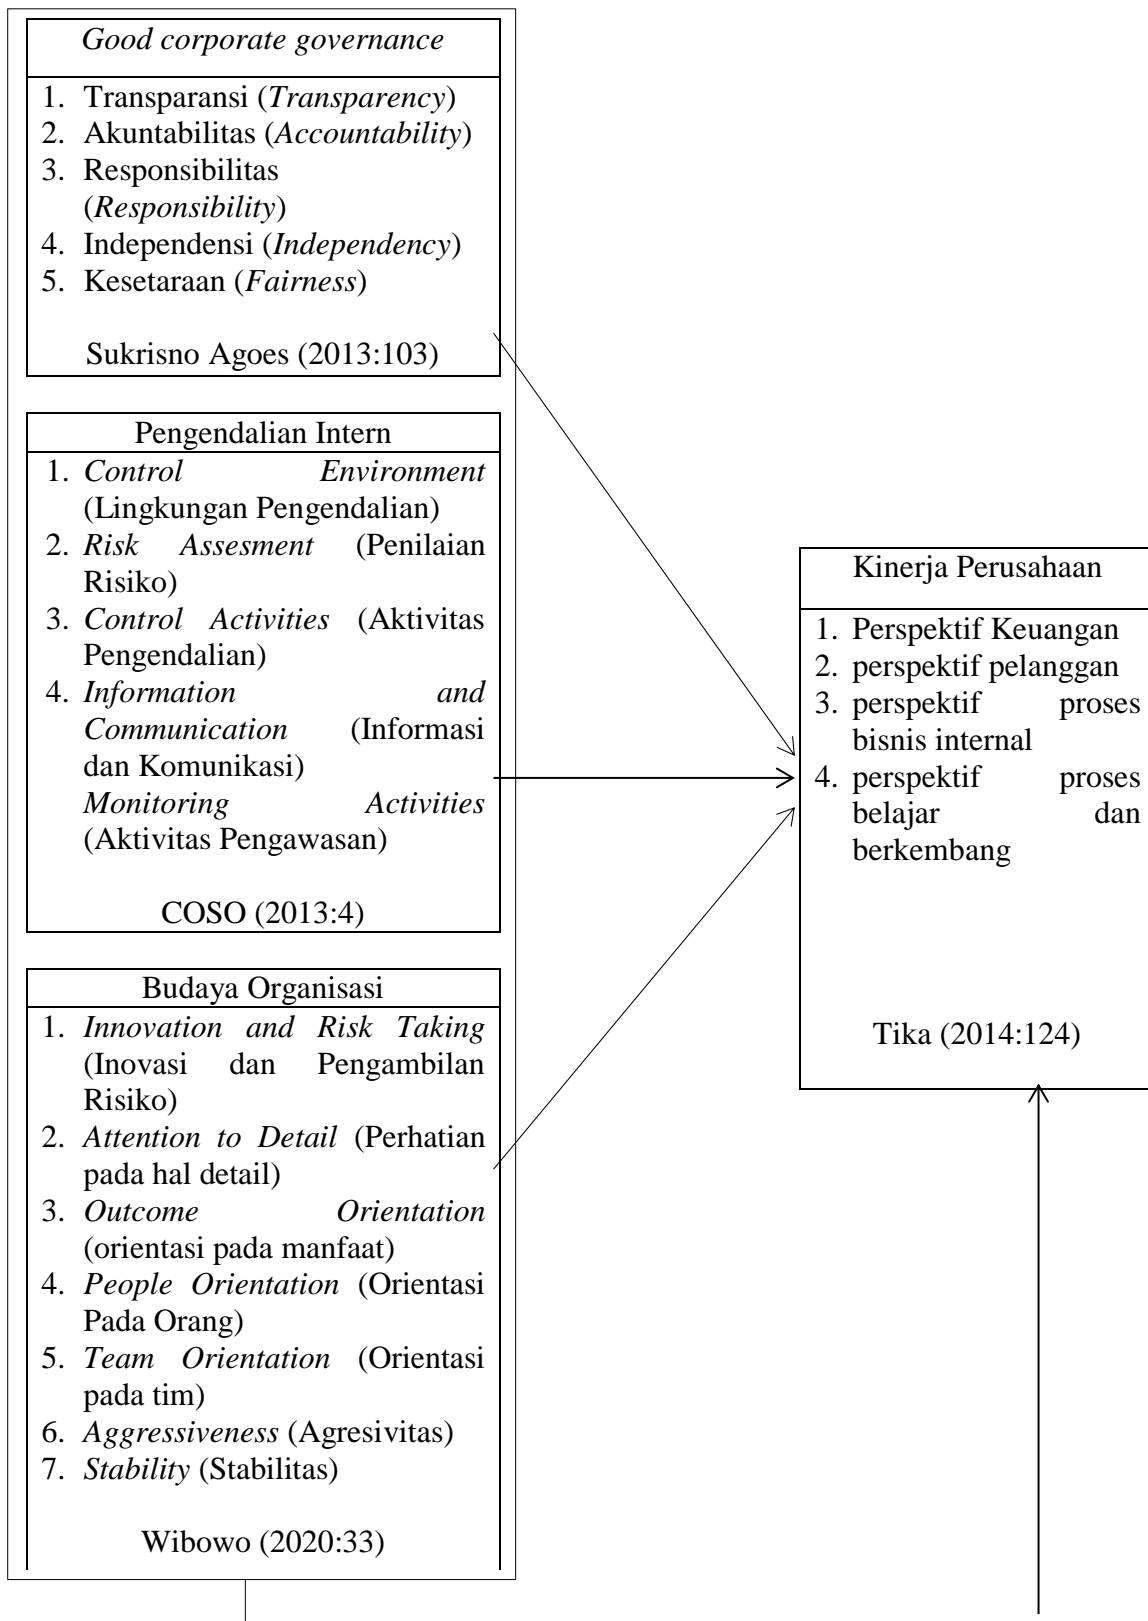 Good corporate governance
1. Transparansi (Transparency)
2. Akuntabilitas (Accountability)
3. Responsibilitas
(Responsibility)
4. Independensi (Independency)
5. Kesetaraan (Fairness)
Sukrisno Agoes (2013:103)
Pengendalian Intern
1. Control Environment
(Lingkungan Pengendalian)
2. Risk Assesment (Penilaian
Risiko)
3. Control Activities (Aktivitas
Pengendalian)
4. Information and
Communication (Informasi
dan Komunikasi)
Monitoring Activities
(Aktivitas Pengawasan)
COSO (2013:4)
Budaya Organisasi
1. Innovation and Risk Taking
(Inovasi dan Pengambilan
Risiko)
2. Attention to Detail (Perhatian
pada hal detail)
3. Outcome Orientation
(orientasi pada manfaat)
4. People Orientation (Orientasi
Pada Orang)
5. Team Orientation (Orientasi
pada tim)
6. Aggressiveness (Agresivitas)
7. Stability (Stabilitas)
Wibowo (2020:33)
Kinerja Perusahaan
1. Perspektif Keuangan
2. perspektif pelanggan
3. perspektif proses
bisnis internal
4. perspektif proses
belajar dan
berkembang
Tika (2014:124)